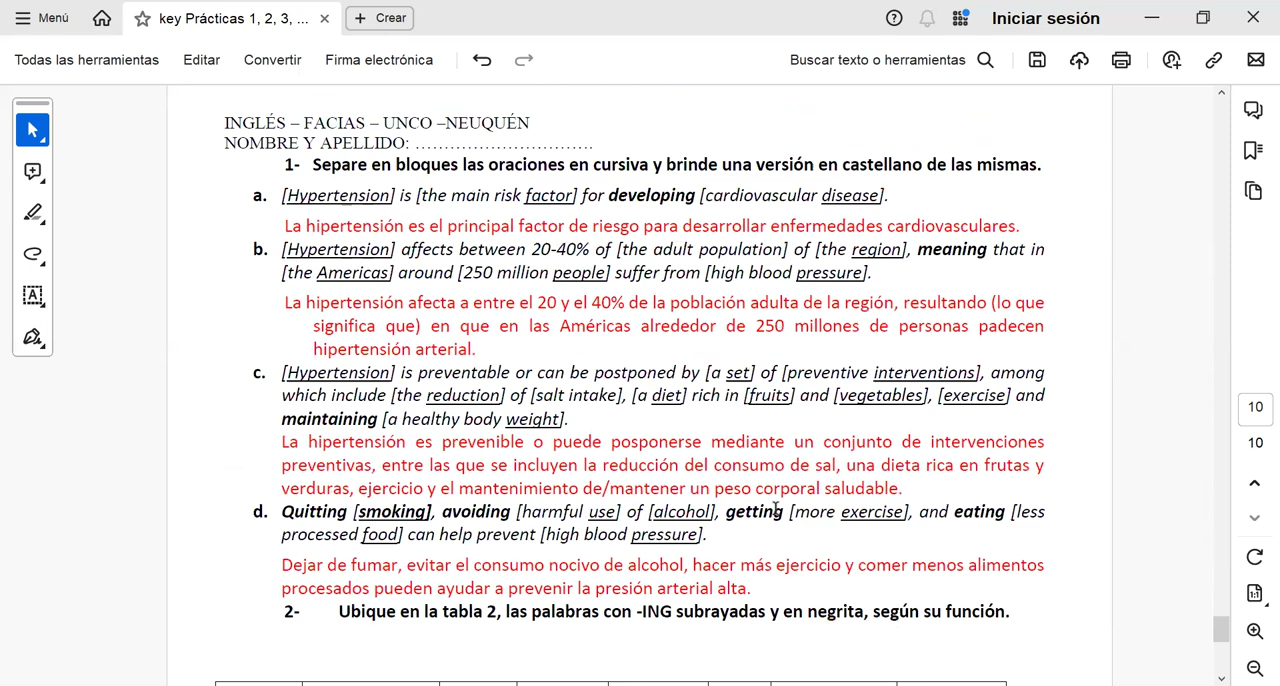 Menú
key Prácticas 1, 2, 3, ...
Crear
Iniciar sesión
Todas las herramientas
Editar
Convertir
Firma electrónica
Buscar texto o herramientas
INGLÉS – FACIAS – UNCO –NEUQUÉN
NOMBRE Y APELLIDO: …………………………
1- Separe en bloques las oraciones en cursiva y brinde una versión en castellano de las mismas.
a. [Hypertension] is [the main risk factor] for developing [cardiovascular disease].
La hipertensión es el principal factor de riesgo para desarrollar enfermedades cardiovasculares.
b. [Hypertension] affects between 20-40% of [the adult population] of [the region], meaning that in
[the Americas] around [250 million people] suffer from [high blood pressure].
La hipertensión afecta a entre el 20 y el 40% de la población adulta de la región, resultando (lo que
significa que) en que en las Américas alrededor de 250 millones de personas padecen
hipertensión arterial.
c. [Hypertension] is preventable or can be postponed by [a set] of [preventive interventions], among
which include [the reduction] of [salt intake], [a diet] rich in [fruits] and [vegetables], [exercise] and
maintaining [a healthy body weight].
La hipertensión es prevenible o puede posponerse mediante un conjunto de intervenciones
preventivas, entre las que se incluyen la reducción del consumo de sal, una dieta rica en frutas y
verduras, ejercicio y el mantenimiento de/mantener un peso corporal saludable.
d. Quitting [smoking], avoiding [harmful use] of [alcohol], getting [more exercise], and eating [less
processed food] can help prevent [high blood pressure].
Dejar de fumar, evitar el consumo nocivo de alcohol, hacer más ejercicio y comer menos alimentos
procesados pueden ayudar a prevenir la presión arterial alta.
2- Ubique en la tabla 2, las palabras con -ING subrayadas y en negrita, según su función.
10
10
1:1